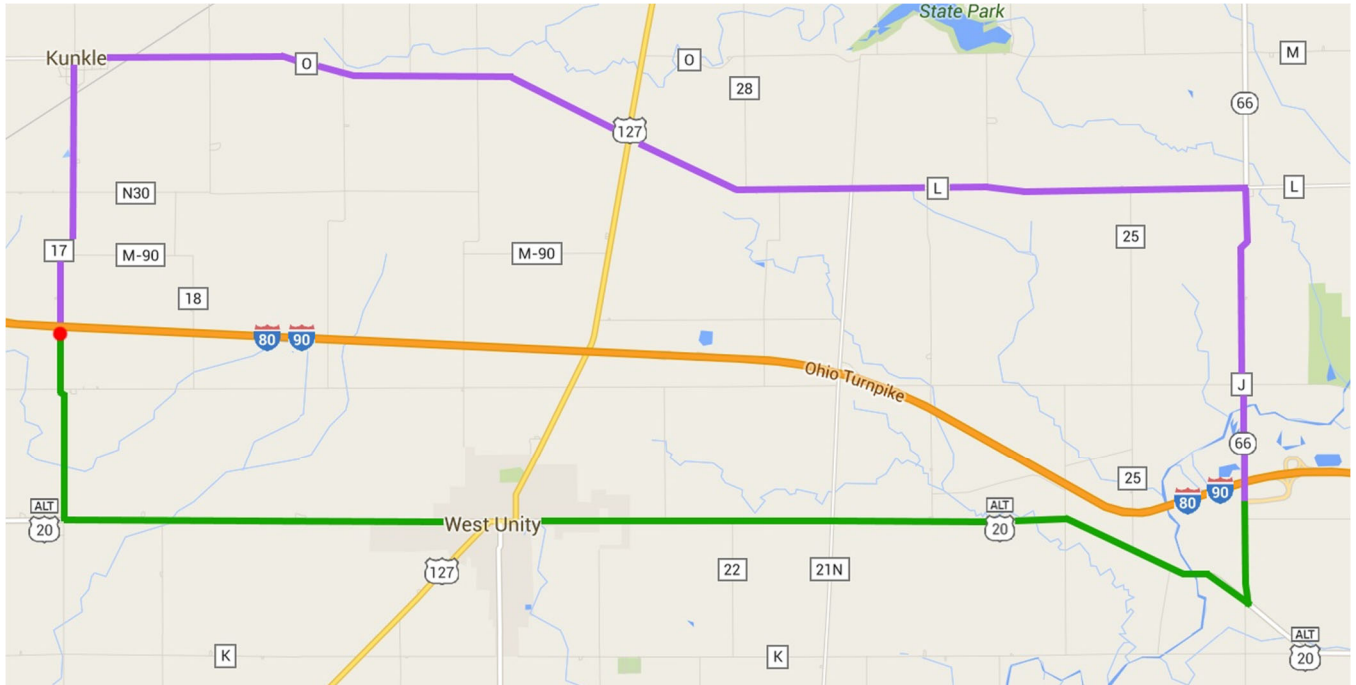 State Park
Kunkle
O
O
M
28
66
127
N30
L
L
17
M-90
M-90
25
18
80
90
Ohio Turnpike
J
66
25
80
90
ALT
20
West Unity
ALT
20
127
22
21N
K
K
ALT
20